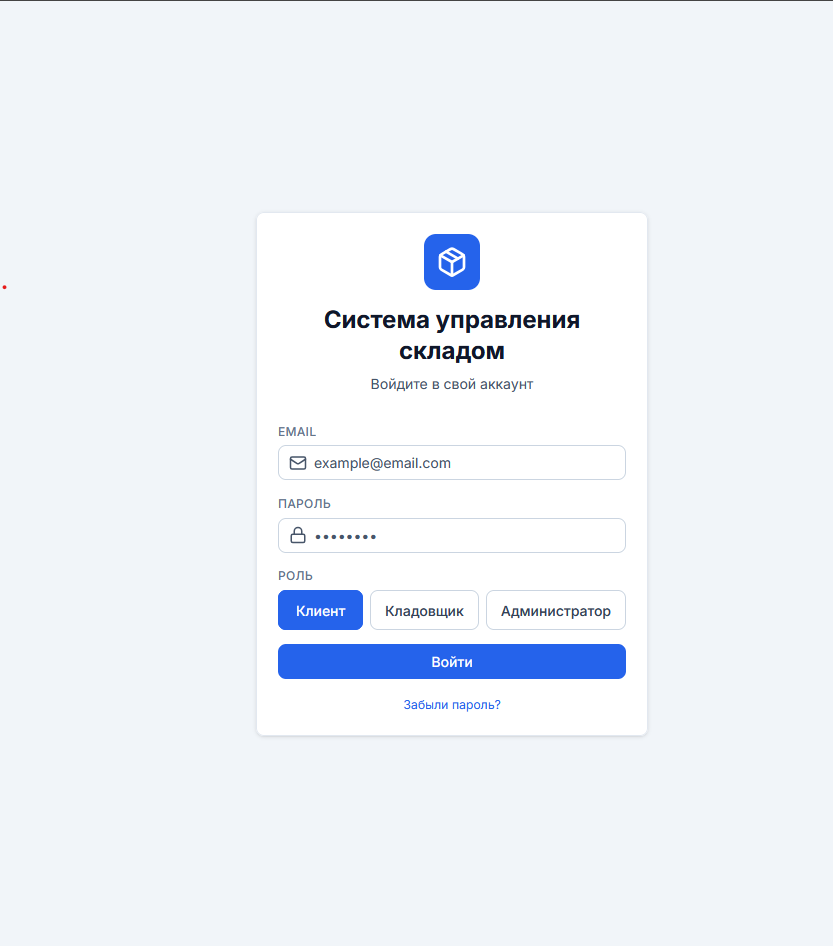 Система управления
складом
Войдите в свой аккаунт
EMAIL
example@email.com
ПАРОЛЬ
••••••••
РОЛЬ
Клиент Кладовщик Администратор
Войти
Забыли пароль?